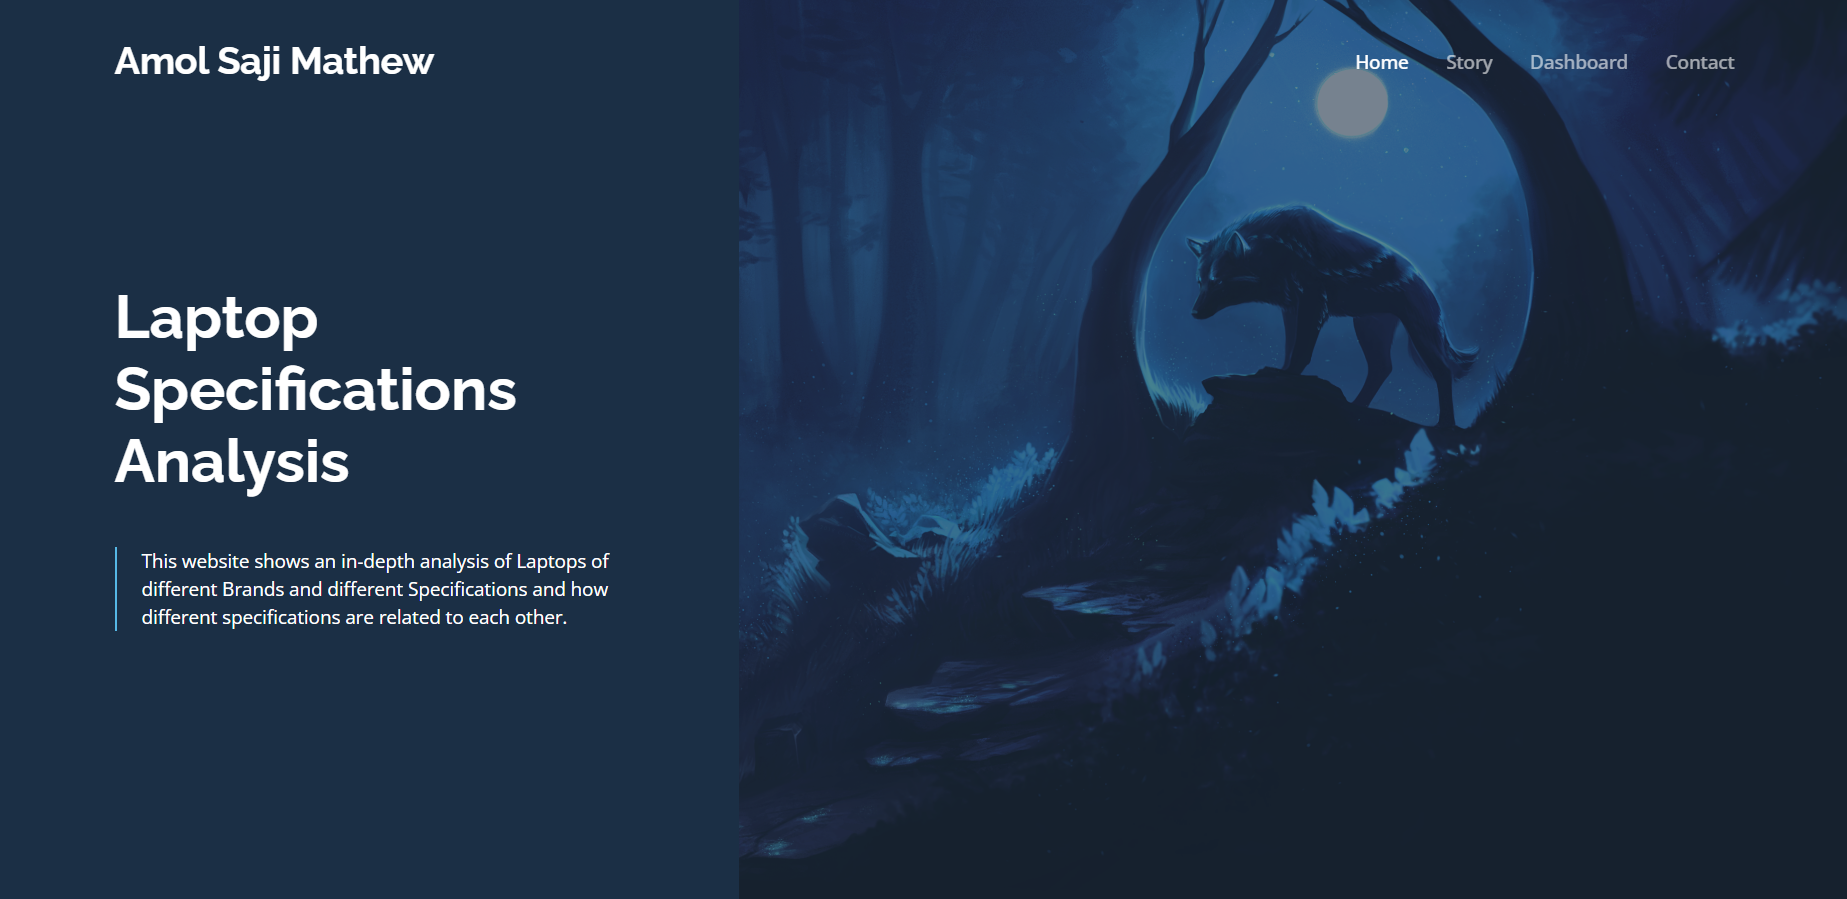 Amol Saji Mathew
Home Story Dashboard Contact
Laptop
Specifications
Analysis
This website shows an in-depth analysis of Laptops of
different Brands and different Specifications and how
different specifications are related to each other.